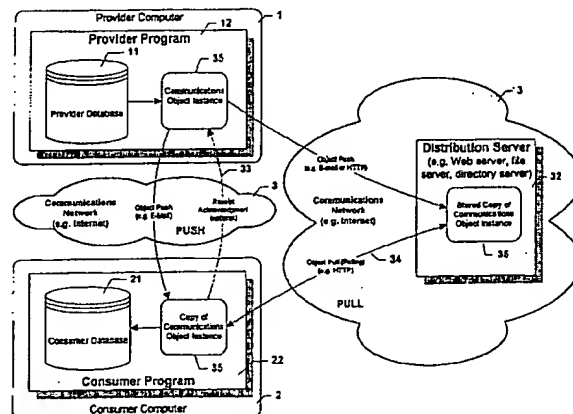 Provider Computer
1
Provider Program
12
11
35
Communications
Object Instance
Provider Database
3
Distribution Server
(e.g. Web server, file
server, directory server)
32
Object Push
(e.g. E-mail or HTTP)
33
3
Communications
Network
(e.g. Internet)
Object Push
(e.g. E-Mail)
Receipt
Acknowledgment
PUSH
Communications
Network
(e.g. Internet)
Stored Copy of
Communications
Object Instance
35
Object Pull (Polling)
(e.g. HTTP)
34
PULL
21
Copy of
Communications
Object Instance
Consumer Database
35
22
Consumer Program
2
Consumer Computer